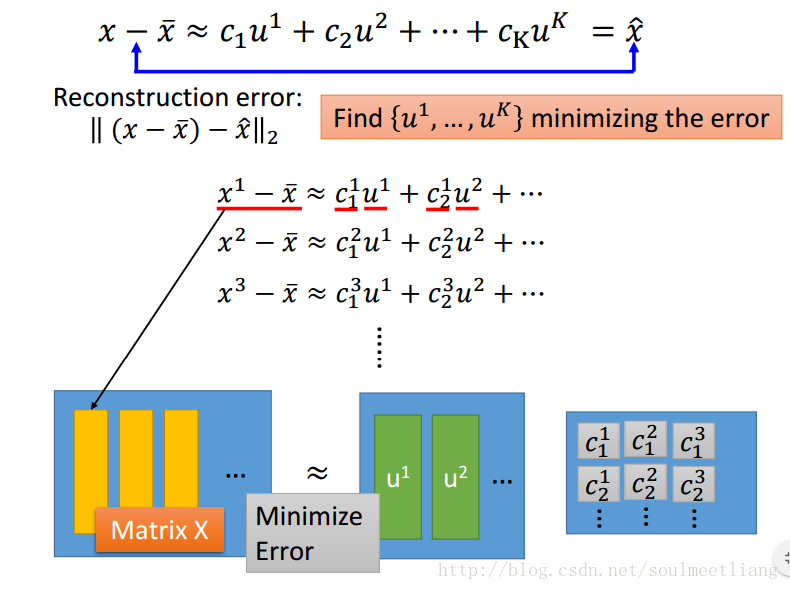 x − x̄ ≈ c₁u¹ + c₂u² + ⋯ + c_K u^K = x̂
Reconstruction error:
‖(x − x̄) − x̂‖₂
Find {u¹, …, u^K} minimizing the error
x¹ − x̄ ≈ c₁¹u¹ + c₂¹u² + ⋯
x² − x̄ ≈ c₁²u¹ + c₂²u² + ⋯
x³ − x̄ ≈ c₁³u¹ + c₂³u² + ⋯
⋮
... ≈ u¹ u² ...
c₁¹ c₁² c₁³
c₂¹ c₂² c₂³
⋮ ⋮ ⋮
Matrix X
Minimize
Error
http://blog.csdn.net/soulmeetliang